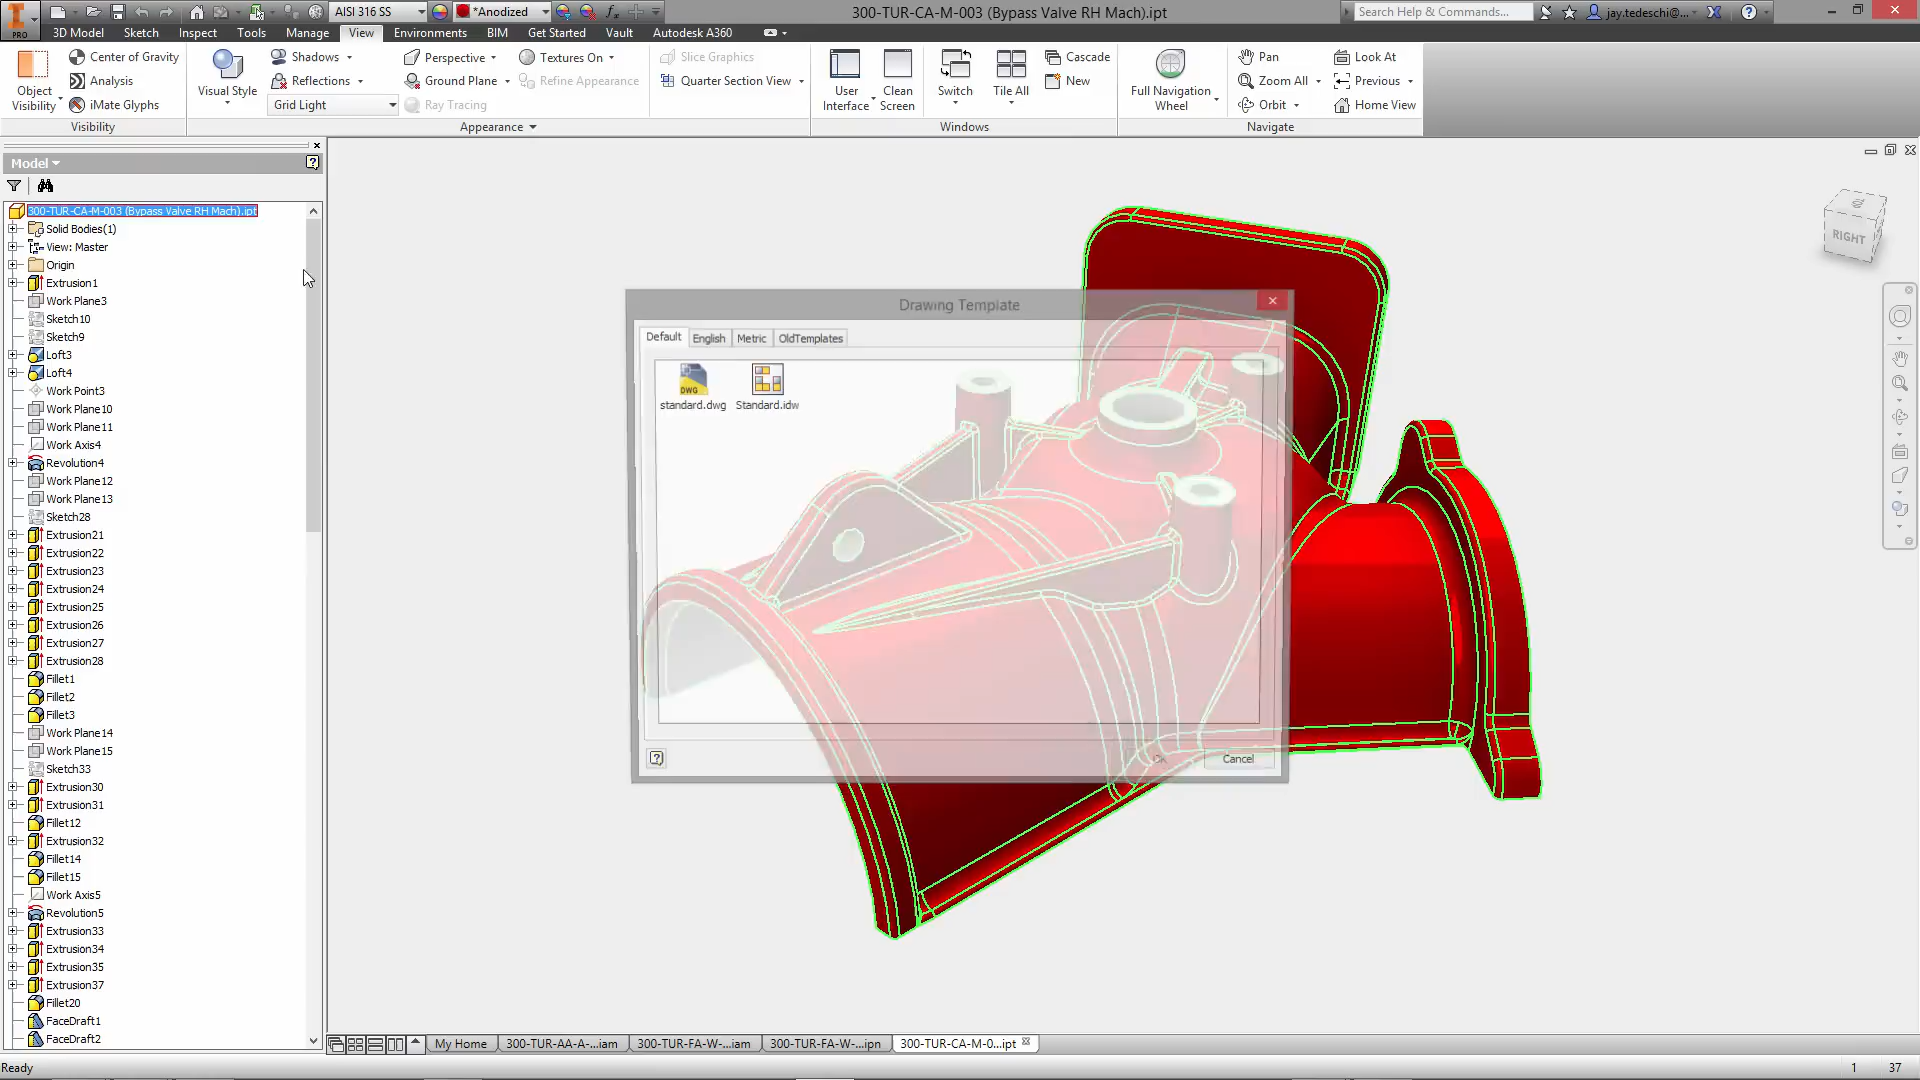 AISI 316 SS
*Anodized
300-TUR-CA-M-003 (Bypass Valve RH Mach).ipt
Search Help & Commands...
jay.tedeschi@...
PRO
3D Model
Sketch
Inspect
Tools
Manage
View
Environments
BIM
Get Started
Vault
Autodesk A360
Object
Visibility
Center of Gravity
Analysis
iMate Glyphs
Visibility
Visual Style
Shadows
Reflections
Grid Light
Perspective
Ground Plane
Ray Tracing
Textures On
Refine Appearance
Appearance
Slice Graphics
Quarter Section View
User
Interface
Clean
Screen
Switch
Tile All
Cascade
New
Windows
Full Navigation
Wheel
Pan
Zoom All
Orbit
Look At
Previous
Home View
Navigate
Model
300-TUR-CA-M-003 (Bypass Valve RH Mach).ipt
Solid Bodies(1)
View: Master
Origin
Extrusion1
Work Plane3
Sketch10
Sketch9
Loft3
Loft4
Work Point3
Work Plane10
Work Plane11
Work Axis4
Revolution4
Work Plane12
Work Plane13
Sketch28
Extrusion21
Extrusion22
Extrusion23
Extrusion24
Extrusion25
Extrusion26
Extrusion27
Extrusion28
Fillet1
Fillet2
Fillet3
Work Plane14
Work Plane15
Sketch33
Extrusion30
Extrusion31
Fillet12
Extrusion32
Fillet14
Fillet15
Work Axis5
Revolution5
Extrusion33
Extrusion34
Extrusion35
Extrusion37
Fillet20
FaceDraft1
FaceDraft2
Drawing Template
Default
English
Metric
OldTemplates
DWG
standard.dwg
Standard.idw
OK
Cancel
RIGHT
My Home
300-TUR-AA-A-...iam
300-TUR-FA-W-...iam
300-TUR-FA-W-...ipn
300-TUR-CA-M-0...ipt
Ready
1
37